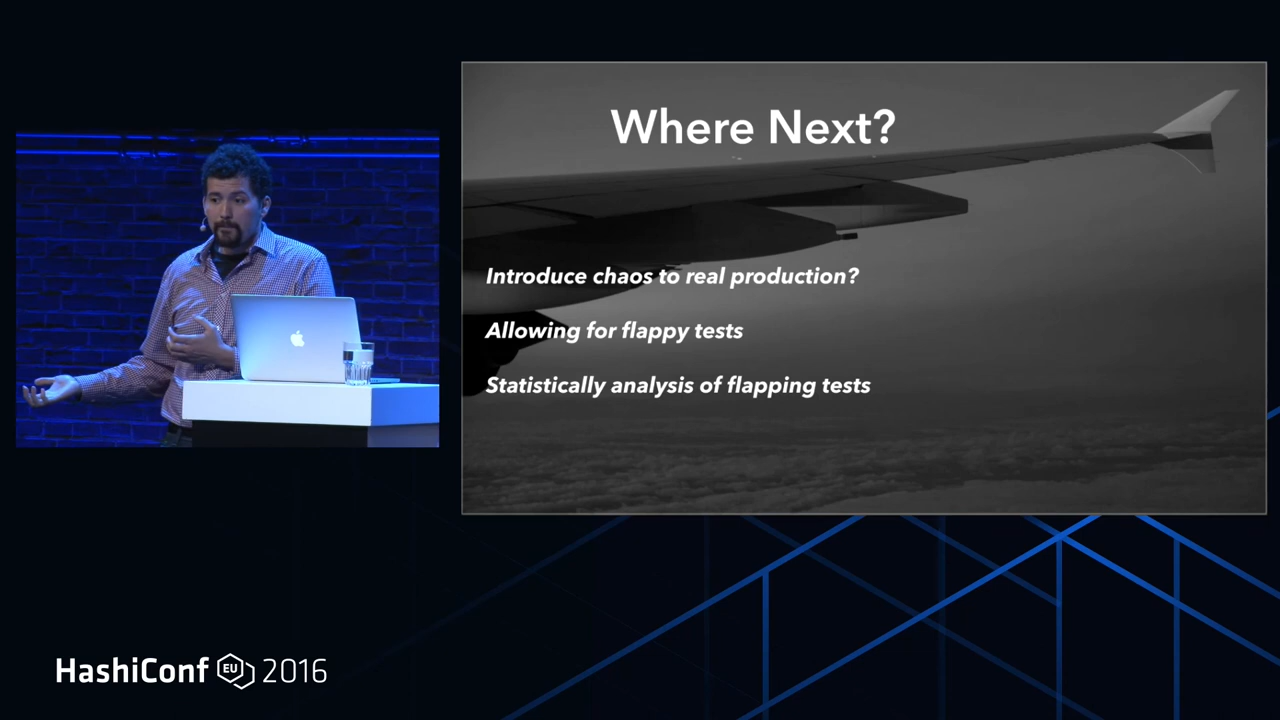 Where Next?
Introduce chaos to real production?
Allowing for flappy tests
Statistically analysis of flapping tests
HashiConf EU 2016